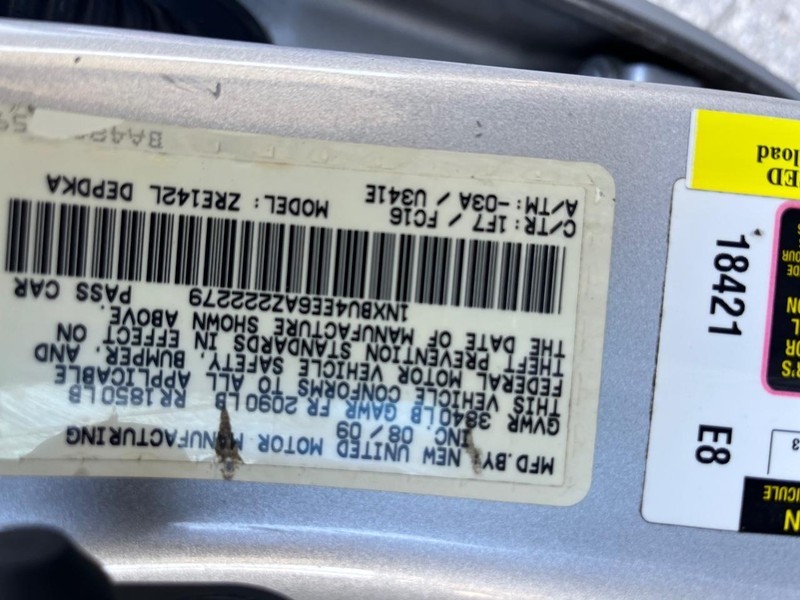 MFD.BY NEW UNITED MOTOR MANUFACTURING
INC 08/09
GVWR 3840LB GAWR FR 2090LB RR1850LB
THIS VEHICLE CONFORMS TO ALL APPLICABLE
FEDERAL MOTOR VEHICLE SAFETY, BUMPER, AND
THEFT PREVENTION STANDARDS IN EFFECT ON
THE DATE OF MANUFACTURE SHOWN ABOVE.
1NXBU4EE6AZ222279 PASS CAR
C/TR: 1F7 / FC16 MODEL: ZRE142L DEPDKA
A/TM: -03A / U341E
18421
E8
load